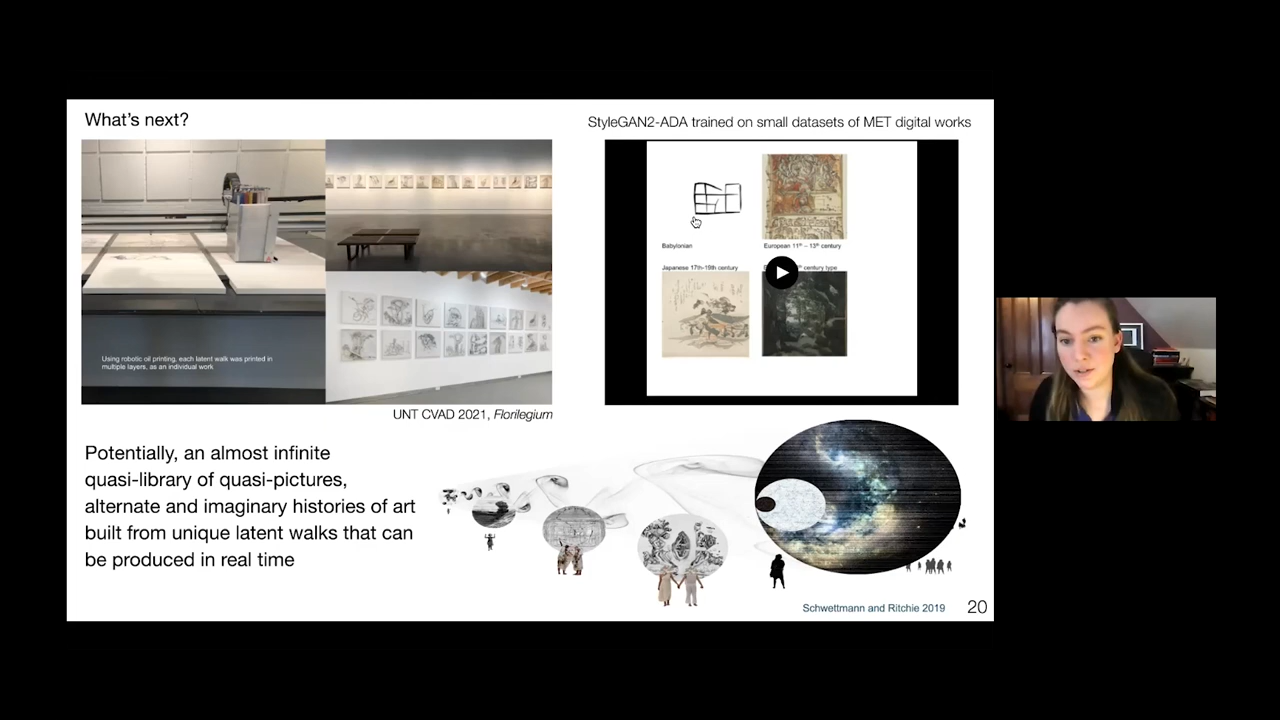 What's next?
StyleGAN2-ADA trained on small datasets of MET digital works
Babylonian
European 11th – 13th century
Japanese 17th-19th century
century type
Using robotic oil printing, each latent walk was printed in
multiple layers, as an individual work
UNT CVAD 2021, Florilegium
Potentially, an almost infinite
quasi-library of quasi-pictures,
alternate and imaginary histories of art
built from unique latent walks that can
be produced in real time
Schwettmann and Ritchie 2019
20